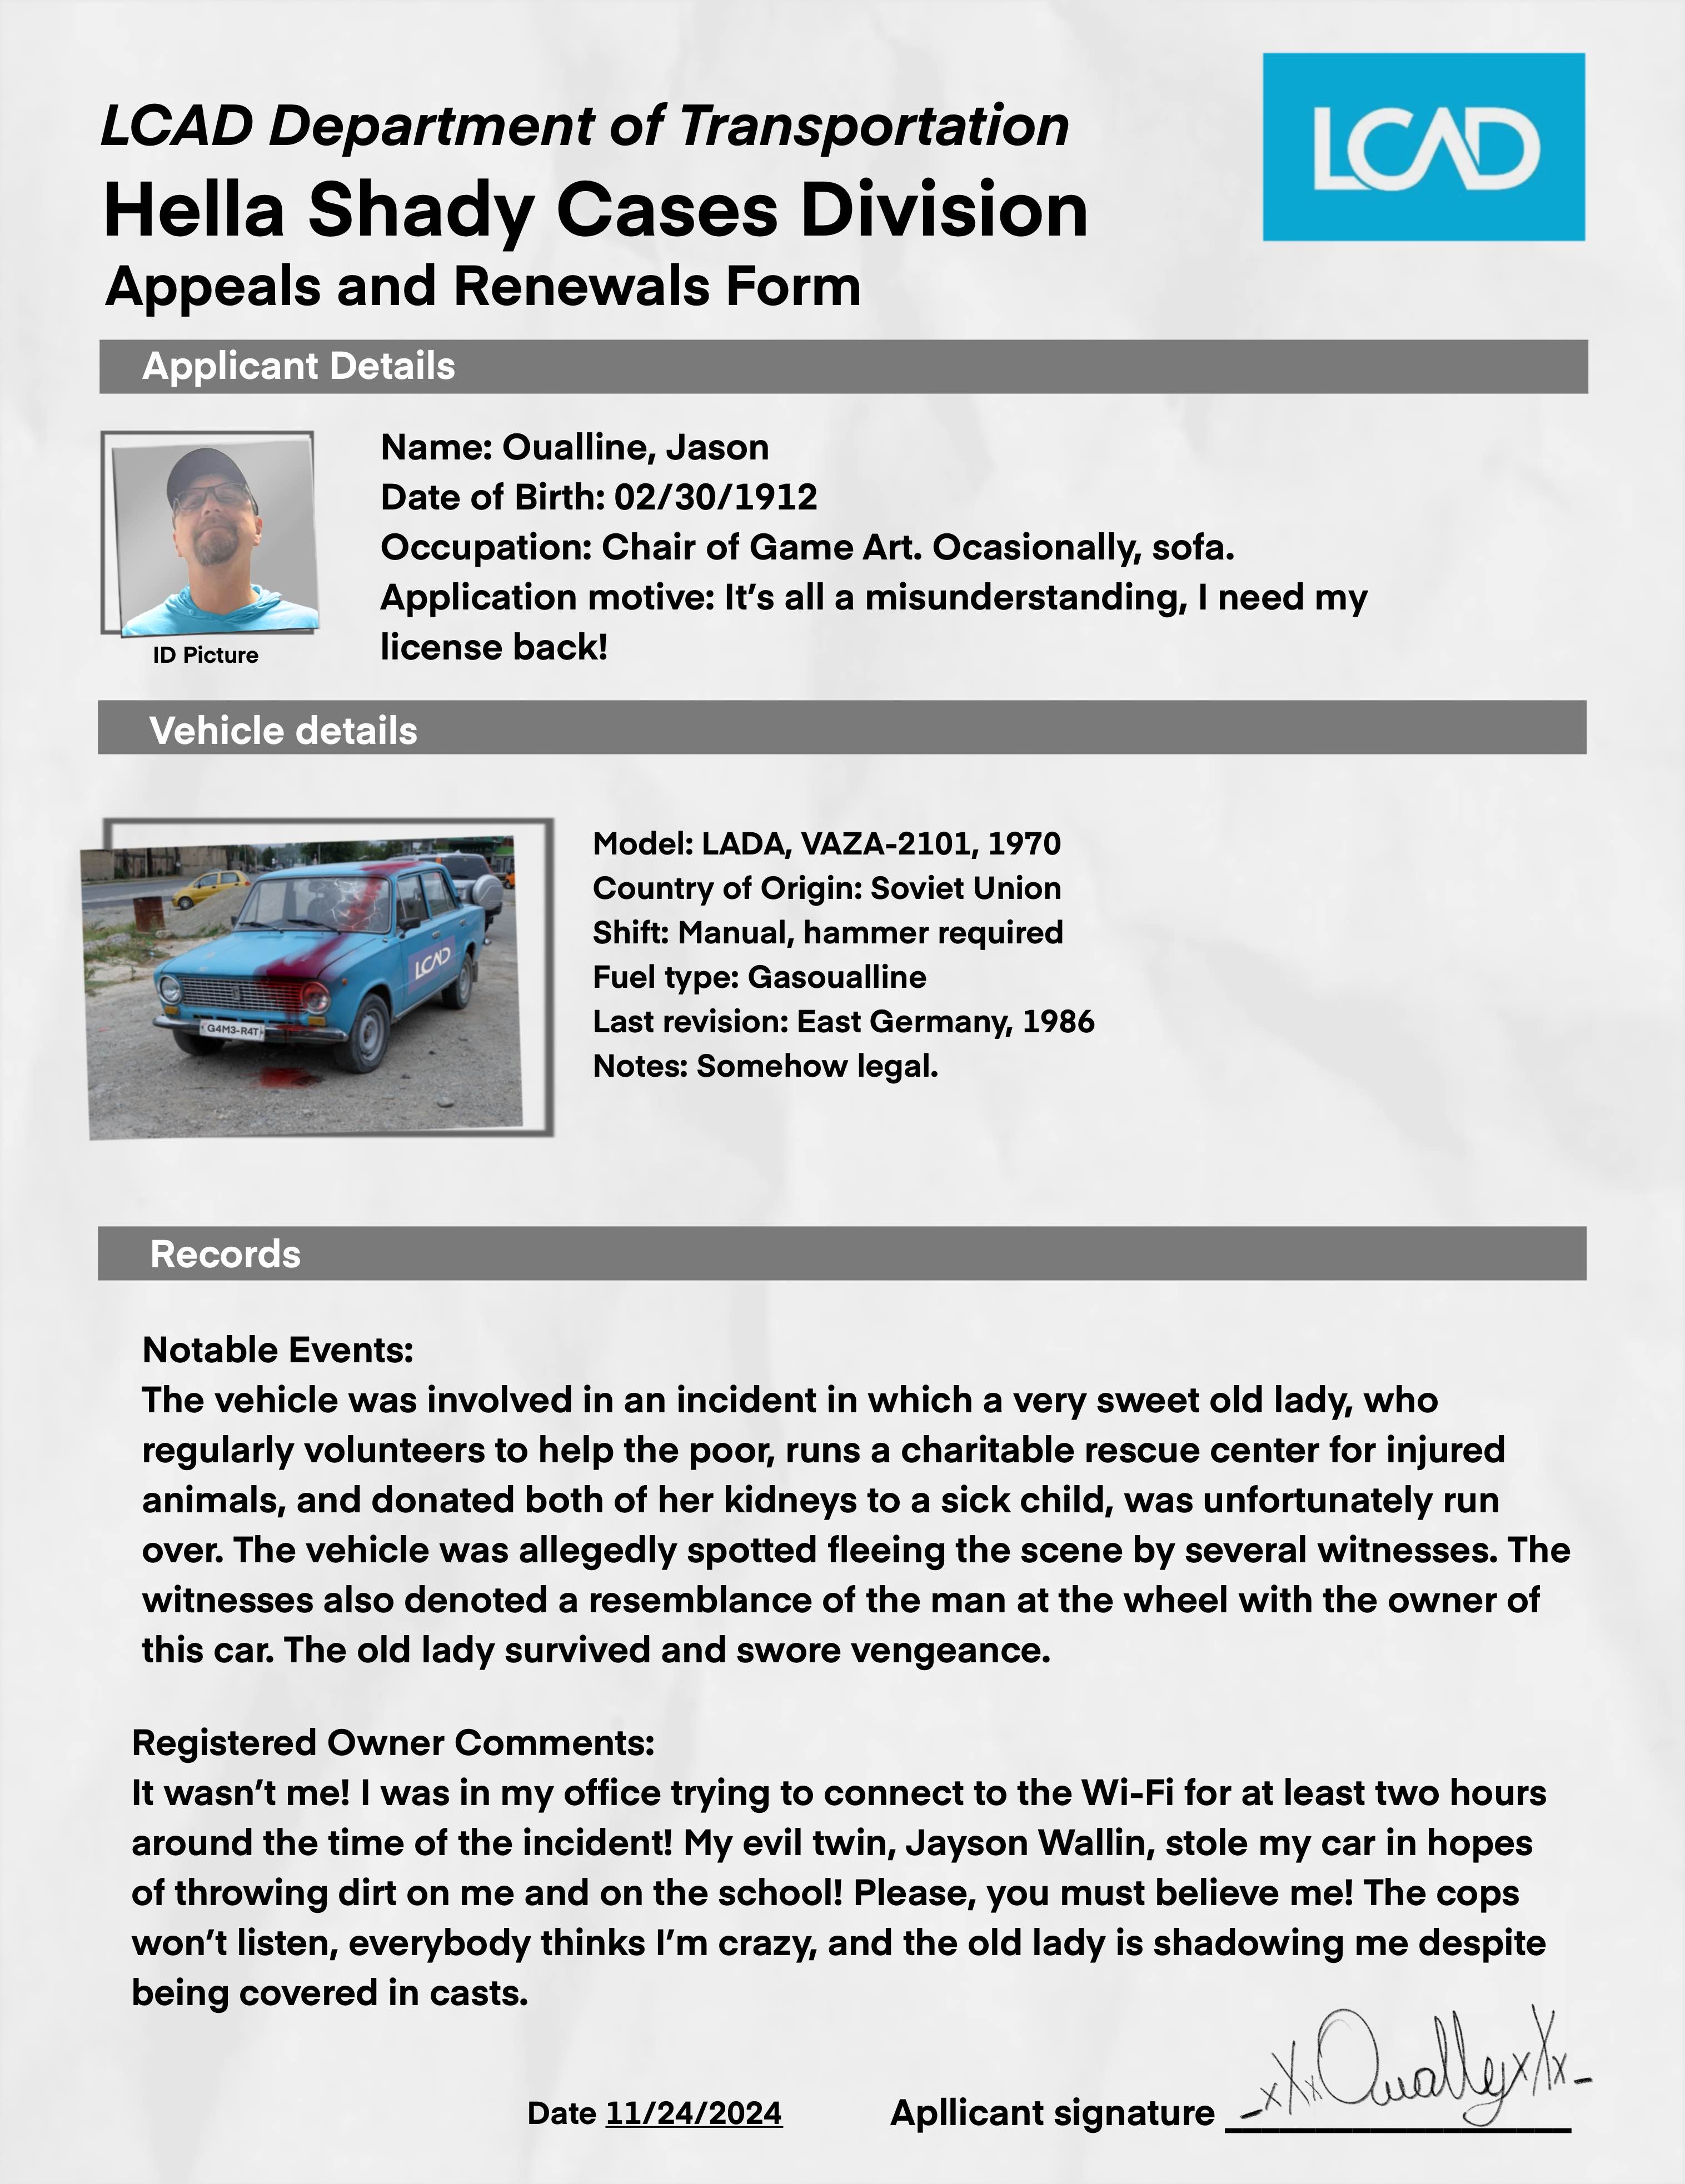 LCAD Department of Transportation
LCAD
Hella Shady Cases Division
Appeals and Renewals Form
Applicant Details
Name: Oualline, Jason
Date of Birth: 02/30/1912
Occupation: Chair of Game Art. Ocasionally, sofa.
Application motive: It’s all a misunderstanding, I need my
license back!
ID Picture
Vehicle details
Model: LADA, VAZA-2101, 1970
Country of Origin: Soviet Union
Shift: Manual, hammer required
Fuel type: Gasoualline
Last revision: East Germany, 1986
Notes: Somehow legal.
LCAD
G4M3-R4T
Records
Notable Events:
The vehicle was involved in an incident in which a very sweet old lady, who
regularly volunteers to help the poor, runs a charitable rescue center for injured
animals, and donated both of her kidneys to a sick child, was unfortunately run
over. The vehicle was allegedly spotted fleeing the scene by several witnesses. The
witnesses also denoted a resemblance of the man at the wheel with the owner of
this car. The old lady survived and swore vengeance.
Registered Owner Comments:
It wasn’t me! I was in my office trying to connect to the Wi-Fi for at least two hours
around the time of the incident! My evil twin, Jayson Wallin, stole my car in hopes
of throwing dirt on me and on the school! Please, you must believe me! The cops
won’t listen, everybody thinks I’m crazy, and the old lady is shadowing me despite
being covered in casts.
Date 11/24/2024
Apllicant signature -xXxOuallyxXx-